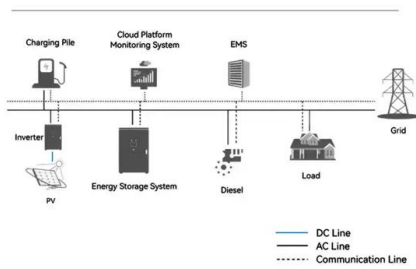 Charging Pile
Cloud Platform
Monitoring System
EMS
Grid
Inverter
PV
Energy Storage System
Diesel
Load
DC Line
AC Line
Communication Line